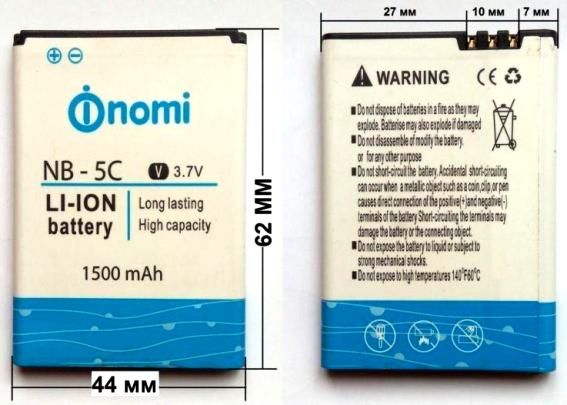 nomi
NB - 5C V 3.7V
LI-ION
battery
Long lasting
High capacity
1500 mAh
62 мм
44 мм
27 мм
10 мм
7 мм
WARNING CE
Do not dispose of batteries in a fire as they may
explode. Batterise may also explode if damaged
Do not disassemble or modify the battery.
or for any reason
Do not short-circuit the battery. Accidental short-circuiting
can occur when a metallic object such as a coin,clip,or pen
causes direct connection of the positive(+)and negative(-)
terminals of the battery Short-circuiting the terminals may
damage the battery or the connecting object
Do not expose the battery to liquid or subject to
strong mechanical shocks.
Do not expose to high temperatures 140°F60°C